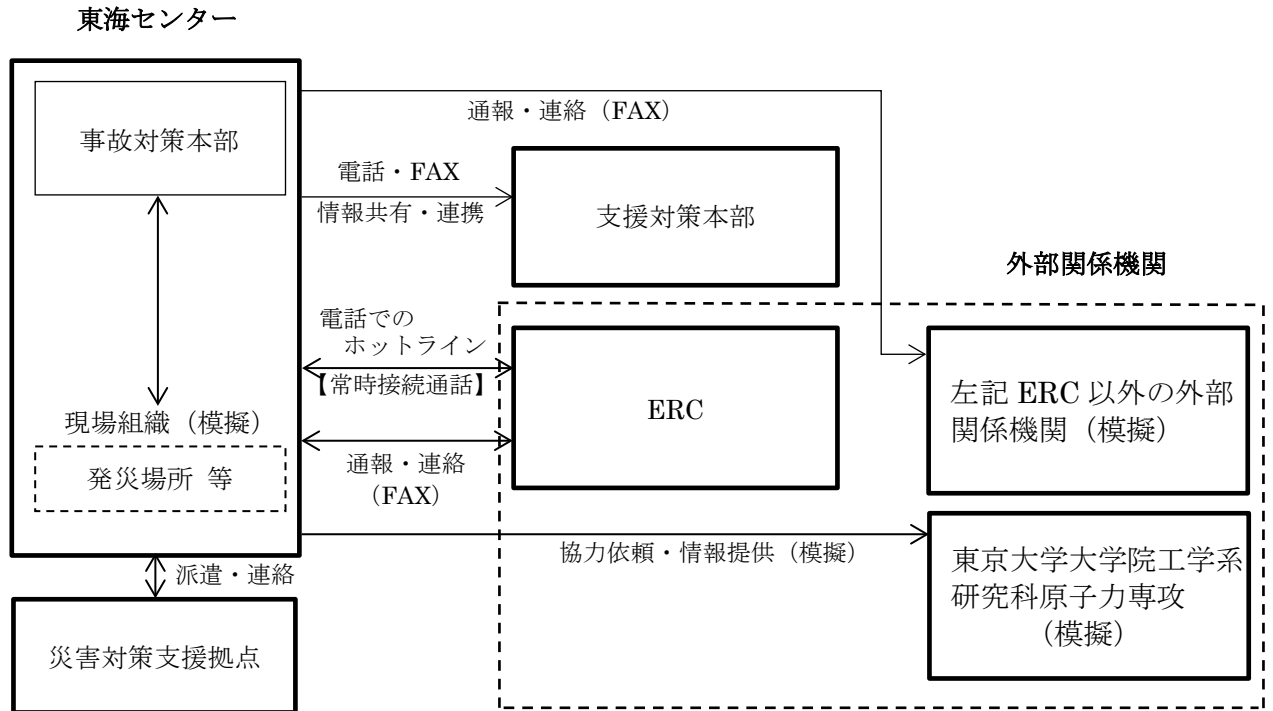 東海センター
事故対策本部
通報・連絡（FAX）
電話・FAX
情報共有・連携
支援対策本部
外部関係機関
電話での
ホットライン
【常時接続通話】
ERC
左記 ERC 以外の外部
関係機関（模擬）
現場組織（模擬）
発災場所 等
通報・連絡
（FAX）
協力依頼・情報提供（模擬）
東京大学大学院工学系
研究科原子力専攻
（模擬）
派遣・連絡
災害対策支援拠点